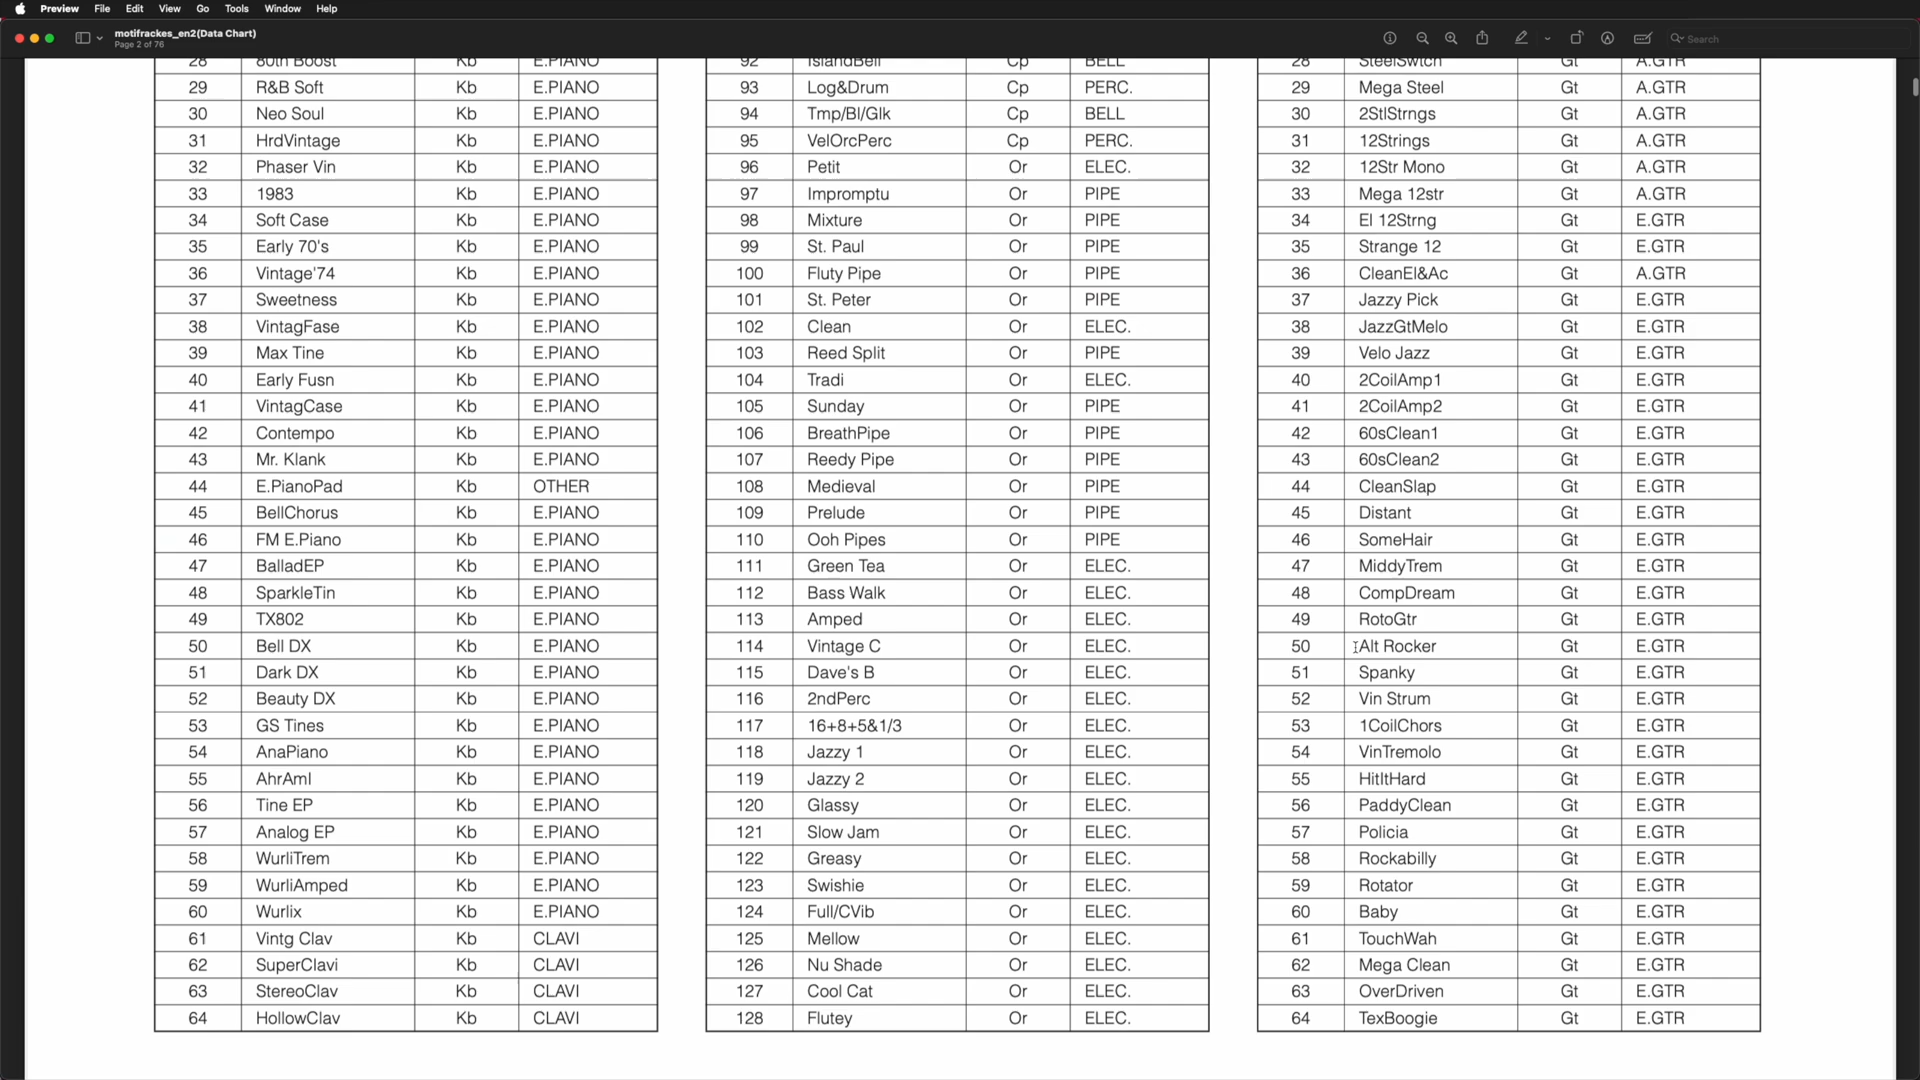 Preview File Edit View Go Tools Window Help
motifrackes_en2(Data Chart)
Page 2 of 76
Search
28 80th Boost Kb E.PIANO
29 R&B Soft Kb E.PIANO
30 Neo Soul Kb E.PIANO
31 HrdVintage Kb E.PIANO
32 Phaser Vin Kb E.PIANO
33 1983 Kb E.PIANO
34 Soft Case Kb E.PIANO
35 Early 70's Kb E.PIANO
36 Vintage'74 Kb E.PIANO
37 Sweetness Kb E.PIANO
38 VintagFase Kb E.PIANO
39 Max Tine Kb E.PIANO
40 Early Fusn Kb E.PIANO
41 VintagCase Kb E.PIANO
42 Contempo Kb E.PIANO
43 Mr. Klank Kb E.PIANO
44 E.PianoPad Kb OTHER
45 BellChorus Kb E.PIANO
46 FM E.Piano Kb E.PIANO
47 BalladEP Kb E.PIANO
48 SparkleTin Kb E.PIANO
49 TX802 Kb E.PIANO
50 Bell DX Kb E.PIANO
51 Dark DX Kb E.PIANO
52 Beauty DX Kb E.PIANO
53 GS Tines Kb E.PIANO
54 AnaPiano Kb E.PIANO
55 AhrAmI Kb E.PIANO
56 Tine EP Kb E.PIANO
57 Analog EP Kb E.PIANO
58 WurliTrem Kb E.PIANO
59 WurliAmped Kb E.PIANO
60 Wurlix Kb E.PIANO
61 Vintg Clav Kb CLAVI
62 SuperClavi Kb CLAVI
63 StereoClav Kb CLAVI
64 HollowClav Kb CLAVI
92 IslandBell Cp BELL
93 Log&Drum Cp PERC.
94 Tmp/Bl/Glk Cp BELL
95 VelOrcPerc Cp PERC.
96 Petit Or ELEC.
97 Impromptu Or PIPE
98 Mixture Or PIPE
99 St. Paul Or PIPE
100 Fluty Pipe Or PIPE
101 St. Peter Or PIPE
102 Clean Or ELEC.
103 Reed Split Or PIPE
104 Tradi Or ELEC.
105 Sunday Or PIPE
106 BreathPipe Or PIPE
107 Reedy Pipe Or PIPE
108 Medieval Or PIPE
109 Prelude Or PIPE
110 Ooh Pipes Or PIPE
111 Green Tea Or ELEC.
112 Bass Walk Or ELEC.
113 Amped Or ELEC.
114 Vintage C Or ELEC.
115 Dave's B Or ELEC.
116 2ndPerc Or ELEC.
117 16+8+5&1/3 Or ELEC.
118 Jazzy 1 Or ELEC.
119 Jazzy 2 Or ELEC.
120 Glassy Or ELEC.
121 Slow Jam Or ELEC.
122 Greasy Or ELEC.
123 Swishie Or ELEC.
124 Full/CVib Or ELEC.
125 Mellow Or ELEC.
126 Nu Shade Or ELEC.
127 Cool Cat Or ELEC.
128 Flutey Or ELEC.
28 SteelSwtch Gt A.GTR
29 Mega Steel Gt A.GTR
30 2StlStrngs Gt A.GTR
31 12Strings Gt A.GTR
32 12Str Mono Gt A.GTR
33 Mega 12str Gt A.GTR
34 El 12Strng Gt E.GTR
35 Strange 12 Gt E.GTR
36 CleanEl&Ac Gt A.GTR
37 Jazzy Pick Gt E.GTR
38 JazzGtMelo Gt E.GTR
39 Velo Jazz Gt E.GTR
40 2CoilAmp1 Gt E.GTR
41 2CoilAmp2 Gt E.GTR
42 60sClean1 Gt E.GTR
43 60sClean2 Gt E.GTR
44 CleanSlap Gt E.GTR
45 Distant Gt E.GTR
46 SomeHair Gt E.GTR
47 MiddyTrem Gt E.GTR
48 CompDream Gt E.GTR
49 RotoGtr Gt E.GTR
50 Alt Rocker Gt E.GTR
51 Spanky Gt E.GTR
52 Vin Strum Gt E.GTR
53 1CoilChors Gt E.GTR
54 VinTremolo Gt E.GTR
55 HitItHard Gt E.GTR
56 PaddyClean Gt E.GTR
57 Policia Gt E.GTR
58 Rockabilly Gt E.GTR
59 Rotator Gt E.GTR
60 Baby Gt E.GTR
61 TouchWah Gt E.GTR
62 Mega Clean Gt E.GTR
63 OverDriven Gt E.GTR
64 TexBoogie Gt E.GTR